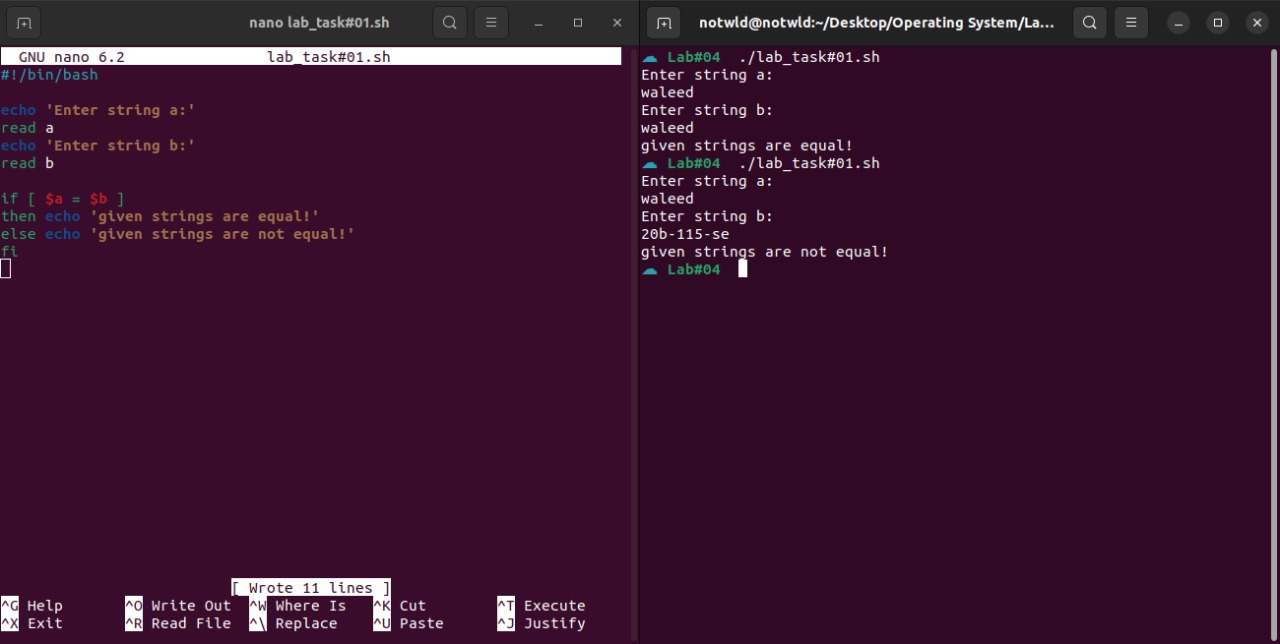 nano lab_task#01.sh
GNU nano 6.2 lab_task#01.sh
#!/bin/bash
echo 'Enter string a:'
read a
echo 'Enter string b:'
read b
if [ $a = $b ]
then echo 'given strings are equal!'
else echo 'given strings are not equal!'
fi
[ Wrote 11 lines ]
^G Help ^O Write Out ^W Where Is ^K Cut ^T Execute
^X Exit ^R Read File ^\ Replace ^U Paste ^J Justify
notwld@notwld:~/Desktop/Operating System/La...
Lab#04 ./lab_task#01.sh
Enter string a:
waleed
Enter string b:
waleed
given strings are equal!
Lab#04 ./lab_task#01.sh
Enter string a:
waleed
Enter string b:
20b-115-se
given strings are not equal!
Lab#04